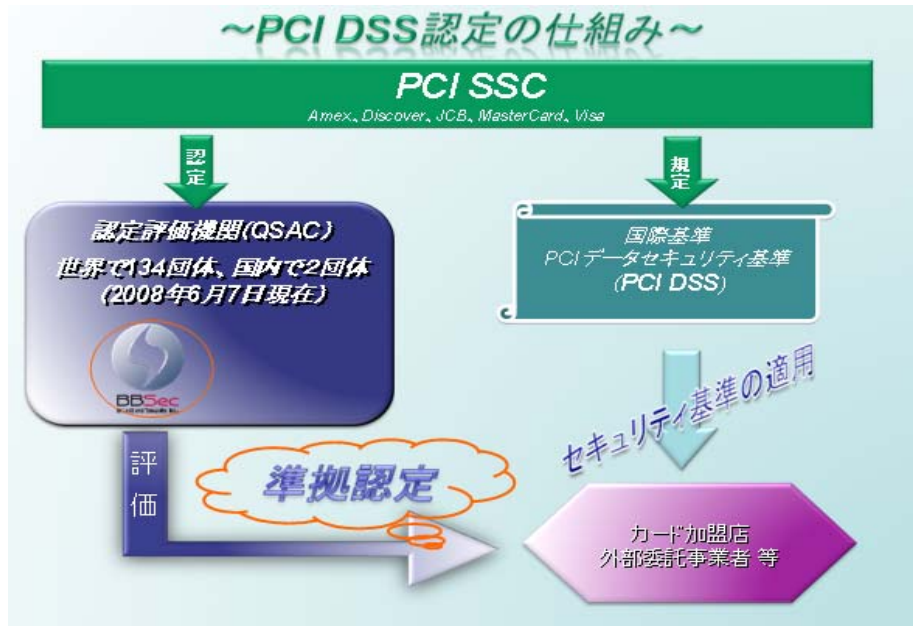 ～PCI DSS認定の仕組み～
PCI SSC
Amex、Discover、JCB、MasterCard、Visa
認定
規定
認定評価機関(QSAC)
世界で134団体、国内で2団体
(2008年6月7日現在)
BBSec
国際基準
PCIデータセキュリティ基準
(PCI DSS)
セキュリティ基準の適用
評価
準拠認定
カード加盟店
外部委託事業者 等